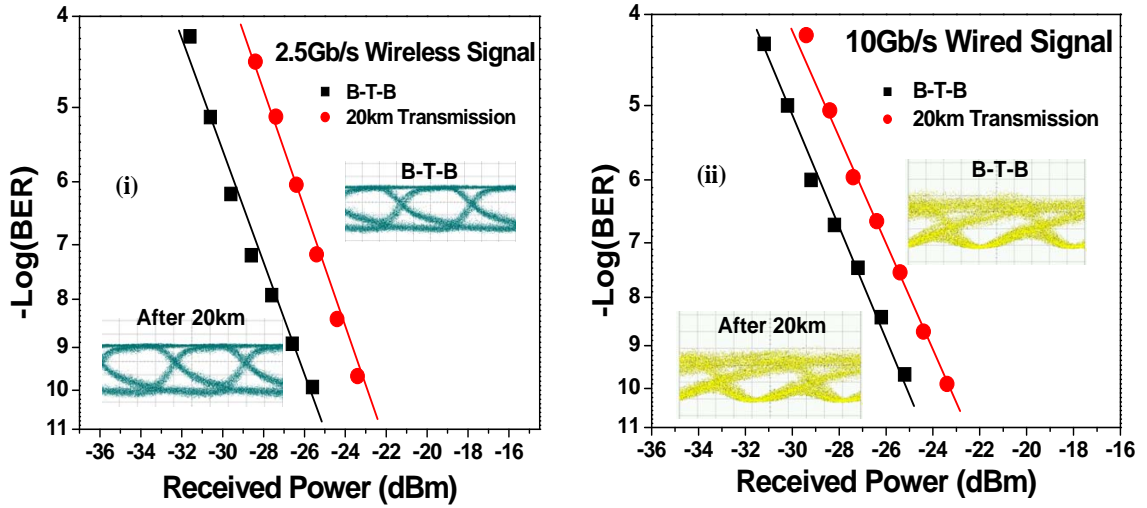 2.5Gb/s Wireless Signal
B-T-B
20km Transmission
(i)
B-T-B
After 20km
-Log(BER)
4
5
6
7
8
9
10
11
-36 -34 -32 -30 -28 -26 -24 -22 -20 -18 -16
Received Power (dBm)
10Gb/s Wired Signal
B-T-B
20km Transmission
(ii)
B-T-B
After 20km
-Log(BER)
4
5
6
7
8
9
10
11
-36 -34 -32 -30 -28 -26 -24 -22 -20 -18 -16
Received Power (dBm)